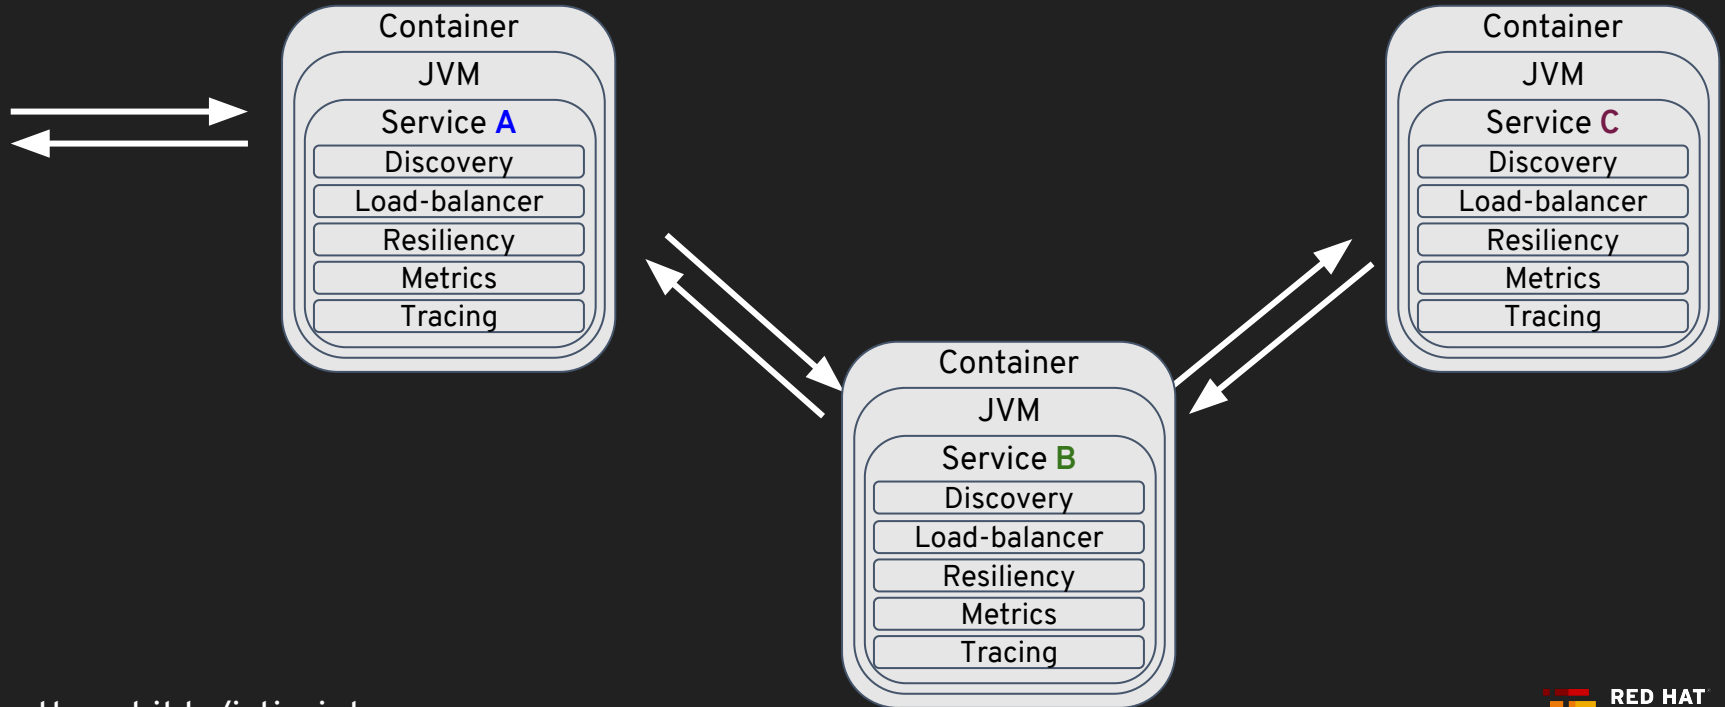 Container
JVM
Service A
Discovery
Load-balancer
Resiliency
Metrics
Tracing
Container
JVM
Service B
Discovery
Load-balancer
Resiliency
Metrics
Tracing
Container
JVM
Service C
Discovery
Load-balancer
Resiliency
Metrics
Tracing
RED HAT